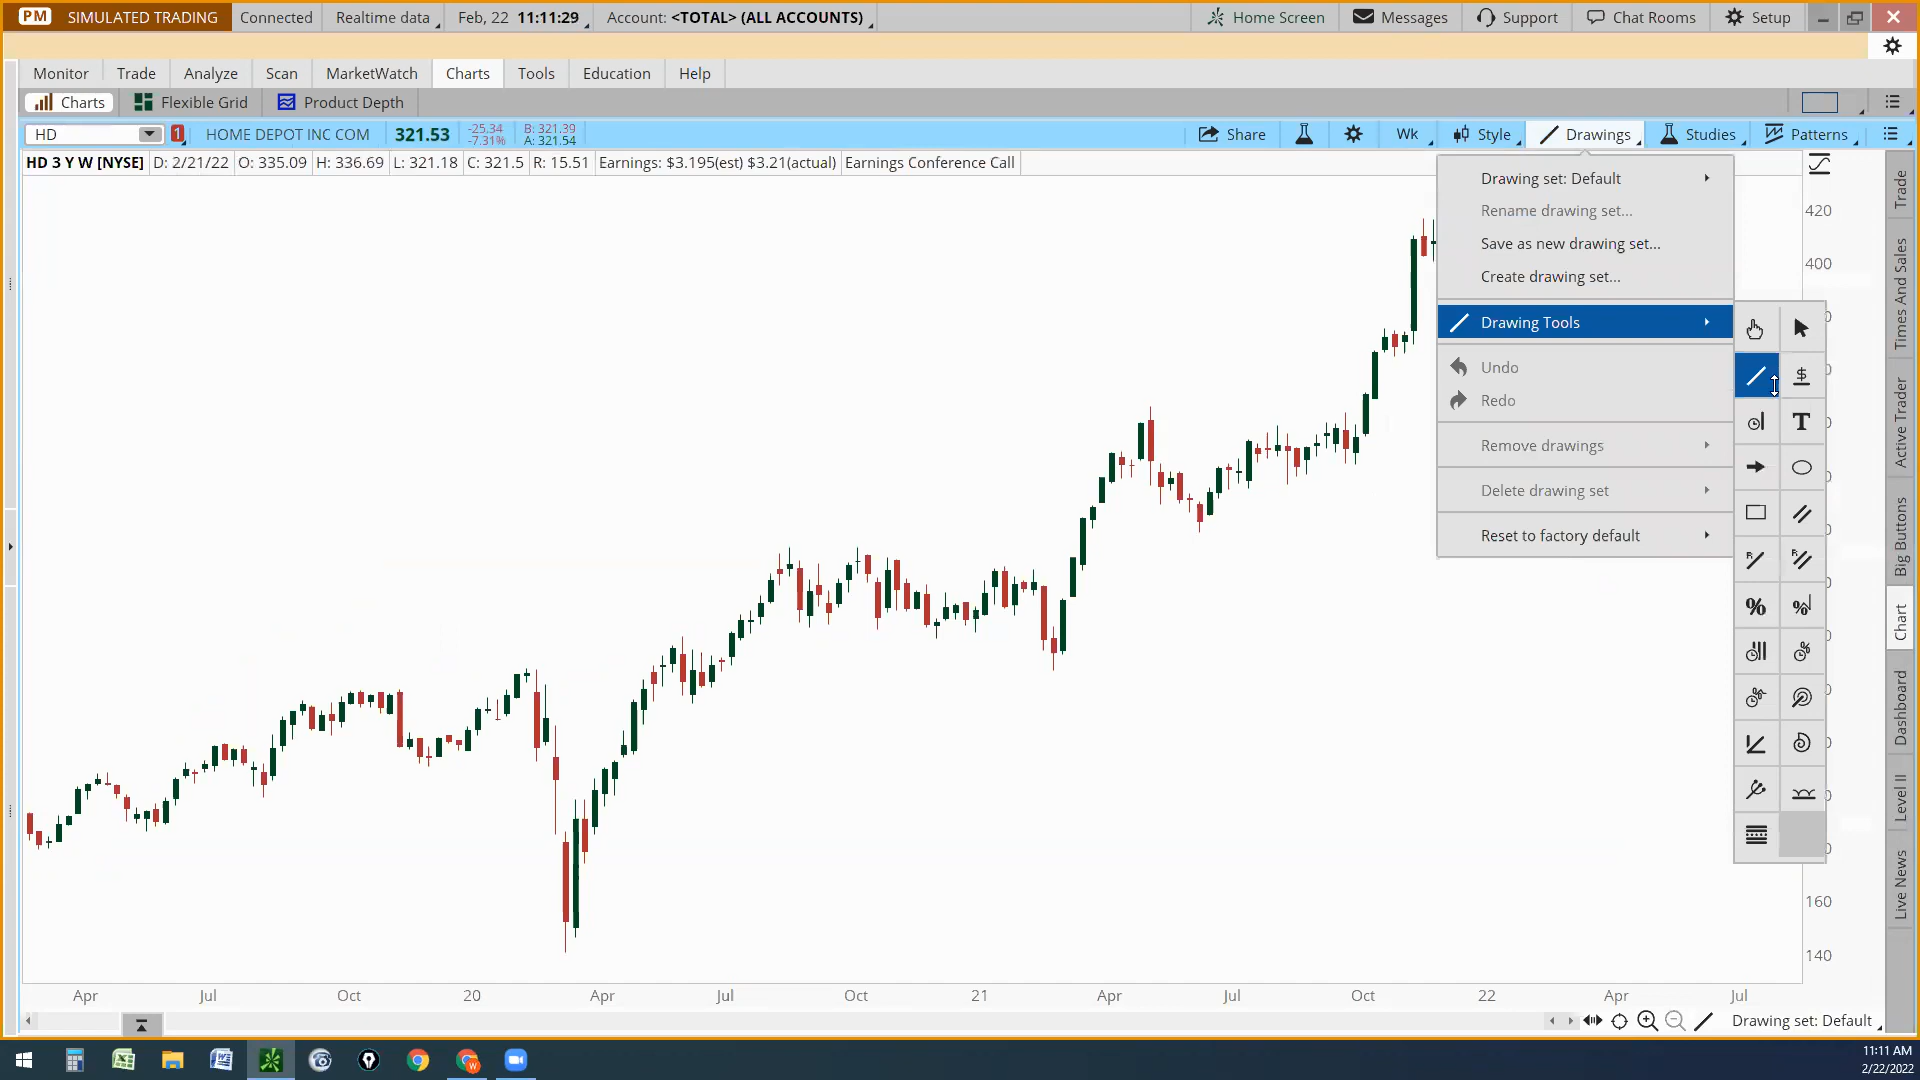 PM SIMULATED TRADING Connected Realtime data Feb, 22 11:11:29 Account: <TOTAL> (ALL ACCOUNTS) Home Screen Messages Support Chat Rooms Setup
Monitor Trade Analyze Scan MarketWatch Charts Tools Education Help
Charts Flexible Grid Product Depth
HD 1 HOME DEPOT INC COM 321.53 -25.34 -7.31% B: 321.39 A: 321.54 Share Wk Style Drawings Studies Patterns
HD 3 Y W [NYSE] D: 2/21/22 O: 335.09 H: 336.69 L: 321.18 C: 321.5 R: 15.51 Earnings: $3.195(est) $3.21(actual) Earnings Conference Call
Drawing set: Default
Rename drawing set...
Save as new drawing set...
Create drawing set...
Drawing Tools
Undo
Redo
Remove drawings
Delete drawing set
Reset to factory default
$
T
R
R
%
%
%
420
400
160
140
Trade
Times And Sales
Active Trader
Big Buttons
Chart
Dashboard
Level II
Live News
Apr Jul Oct 20 Apr Jul Oct 21 Apr Jul Oct 22 Apr Jul
Drawing set: Default
11:11 AM
2/22/2022